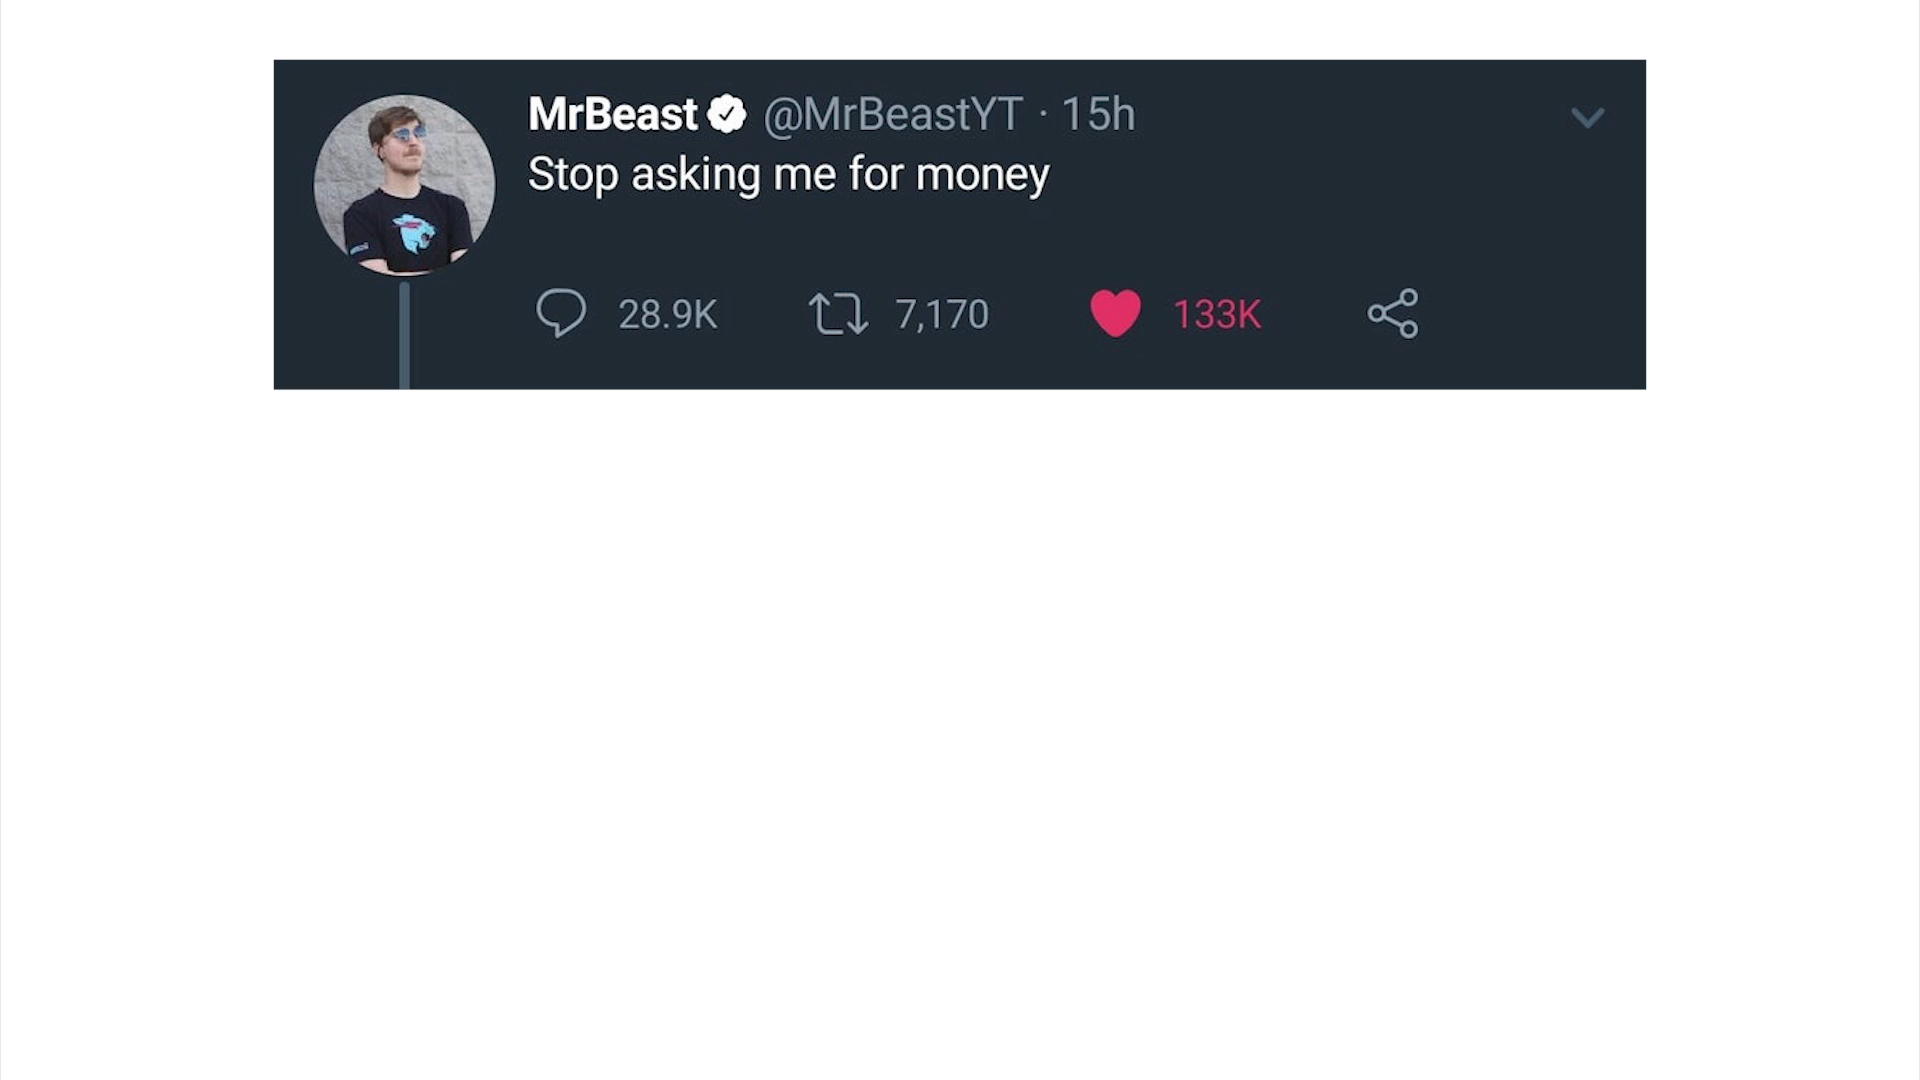 MrBeast @MrBeastYT · 15h
Stop asking me for money
28.9K 7,170 133K